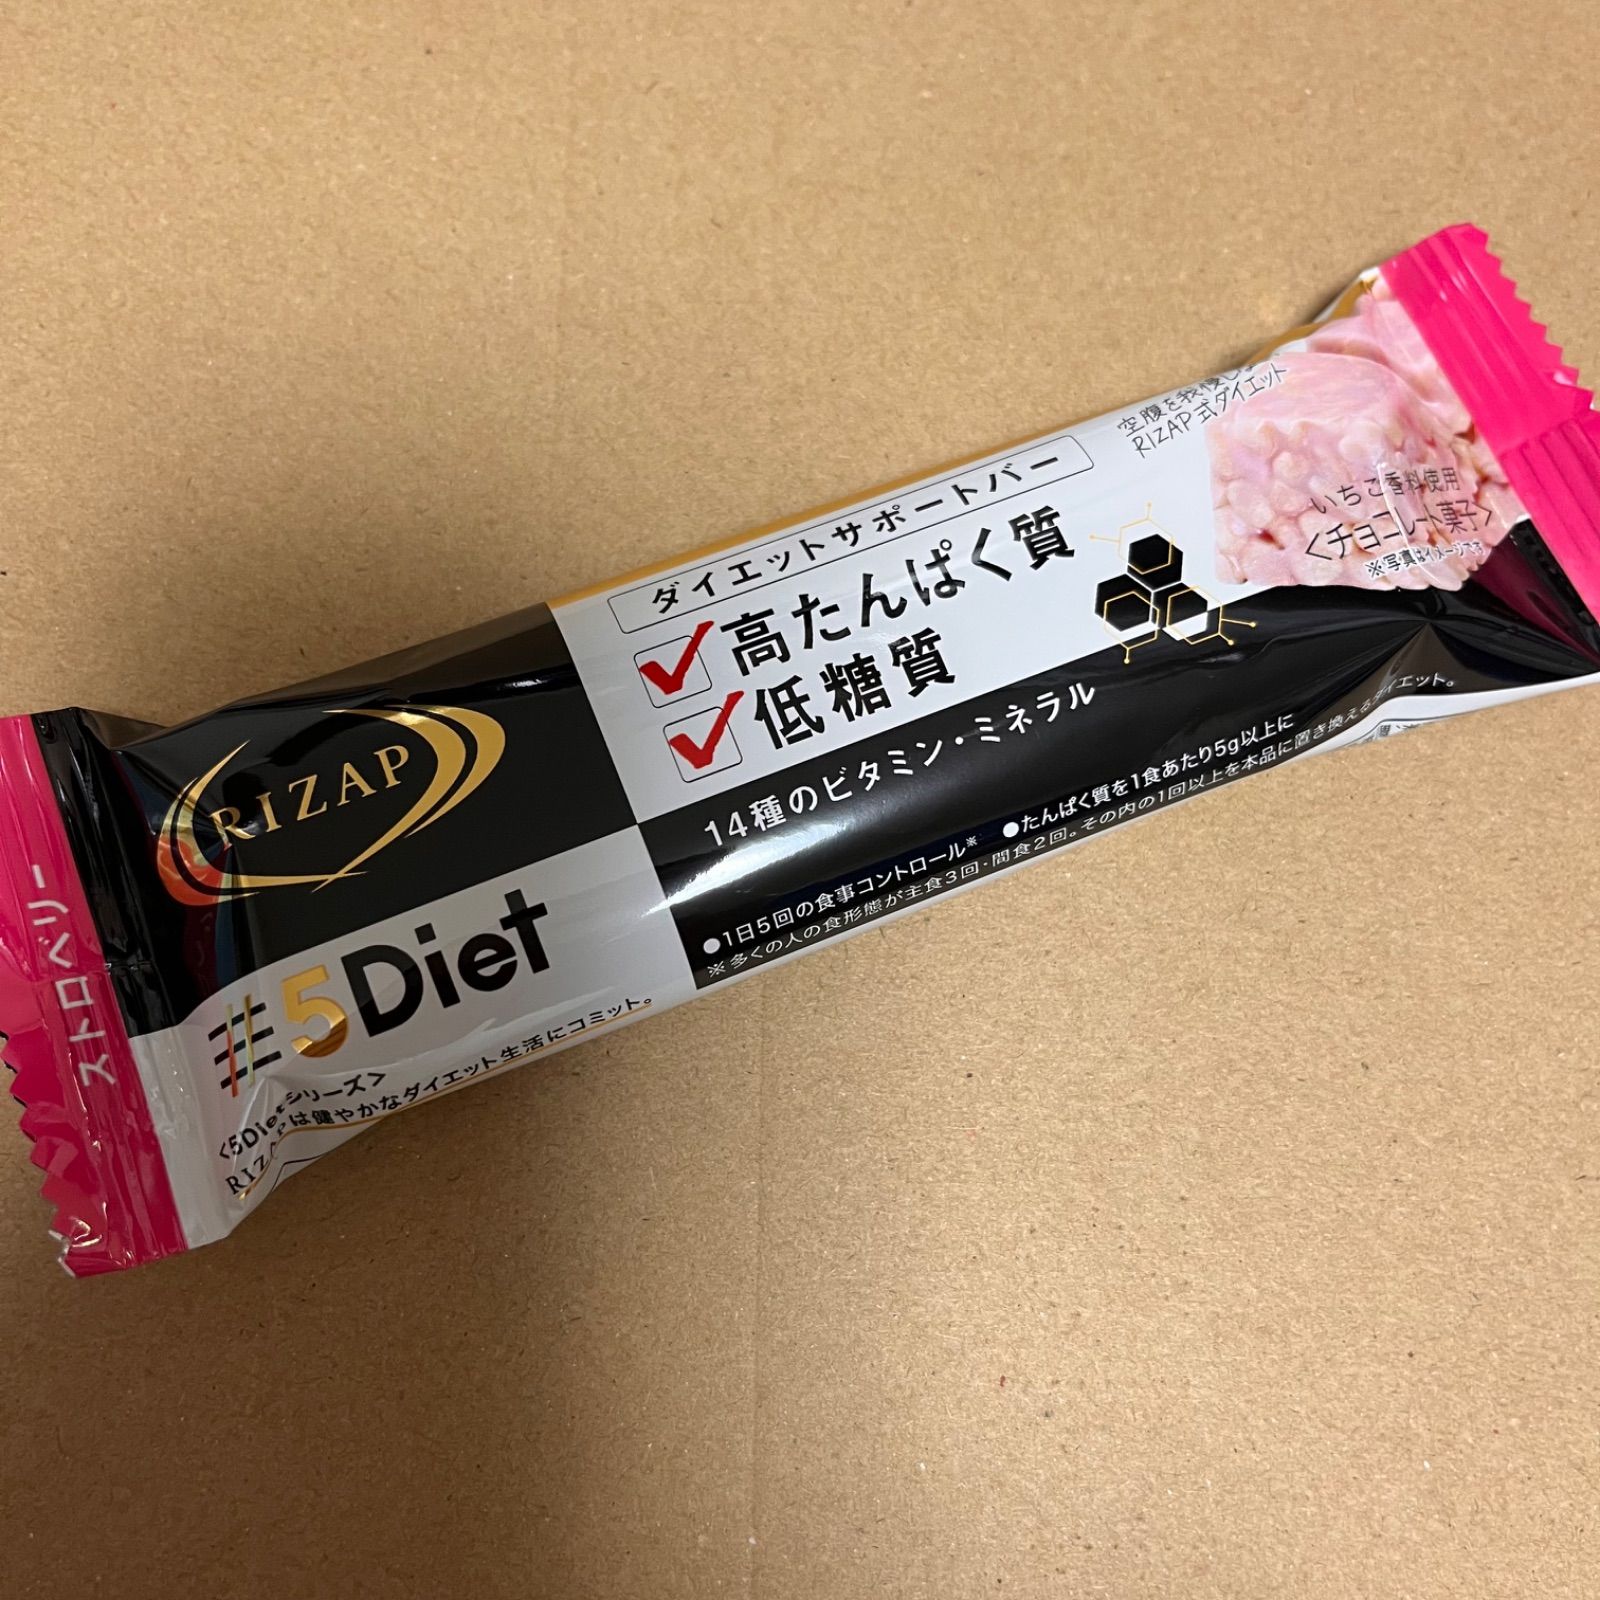 ストロベリー
RIZAP
5Diet
<5Dietシリーズ>
RIZAPは健やかなダイエット生活にコミット。
ダイエットサポートバー
高たんぱく質
低糖質
14種のビタミン・ミネラル
●1日5回の食事コントロール※ ●たんぱく質を1食あたり5g以上に
※多くの人の食形態が主食3回・間食2回。その内の1回以上を本品に置き換えるダイエット。
空腹を我慢し
RIZAP式ダイエット
いちご香料使用
<チョコレート菓子>
※写真はイメージです